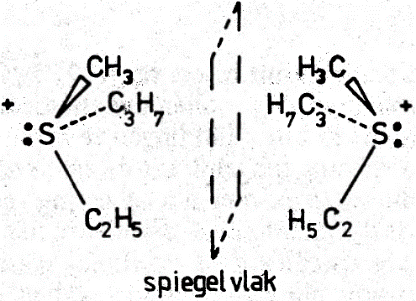 CH₃ H₃C
+ C₃H₇ H₇C₃ +
:S S:
C₂H₅ H₅C₂
spiegel vlak